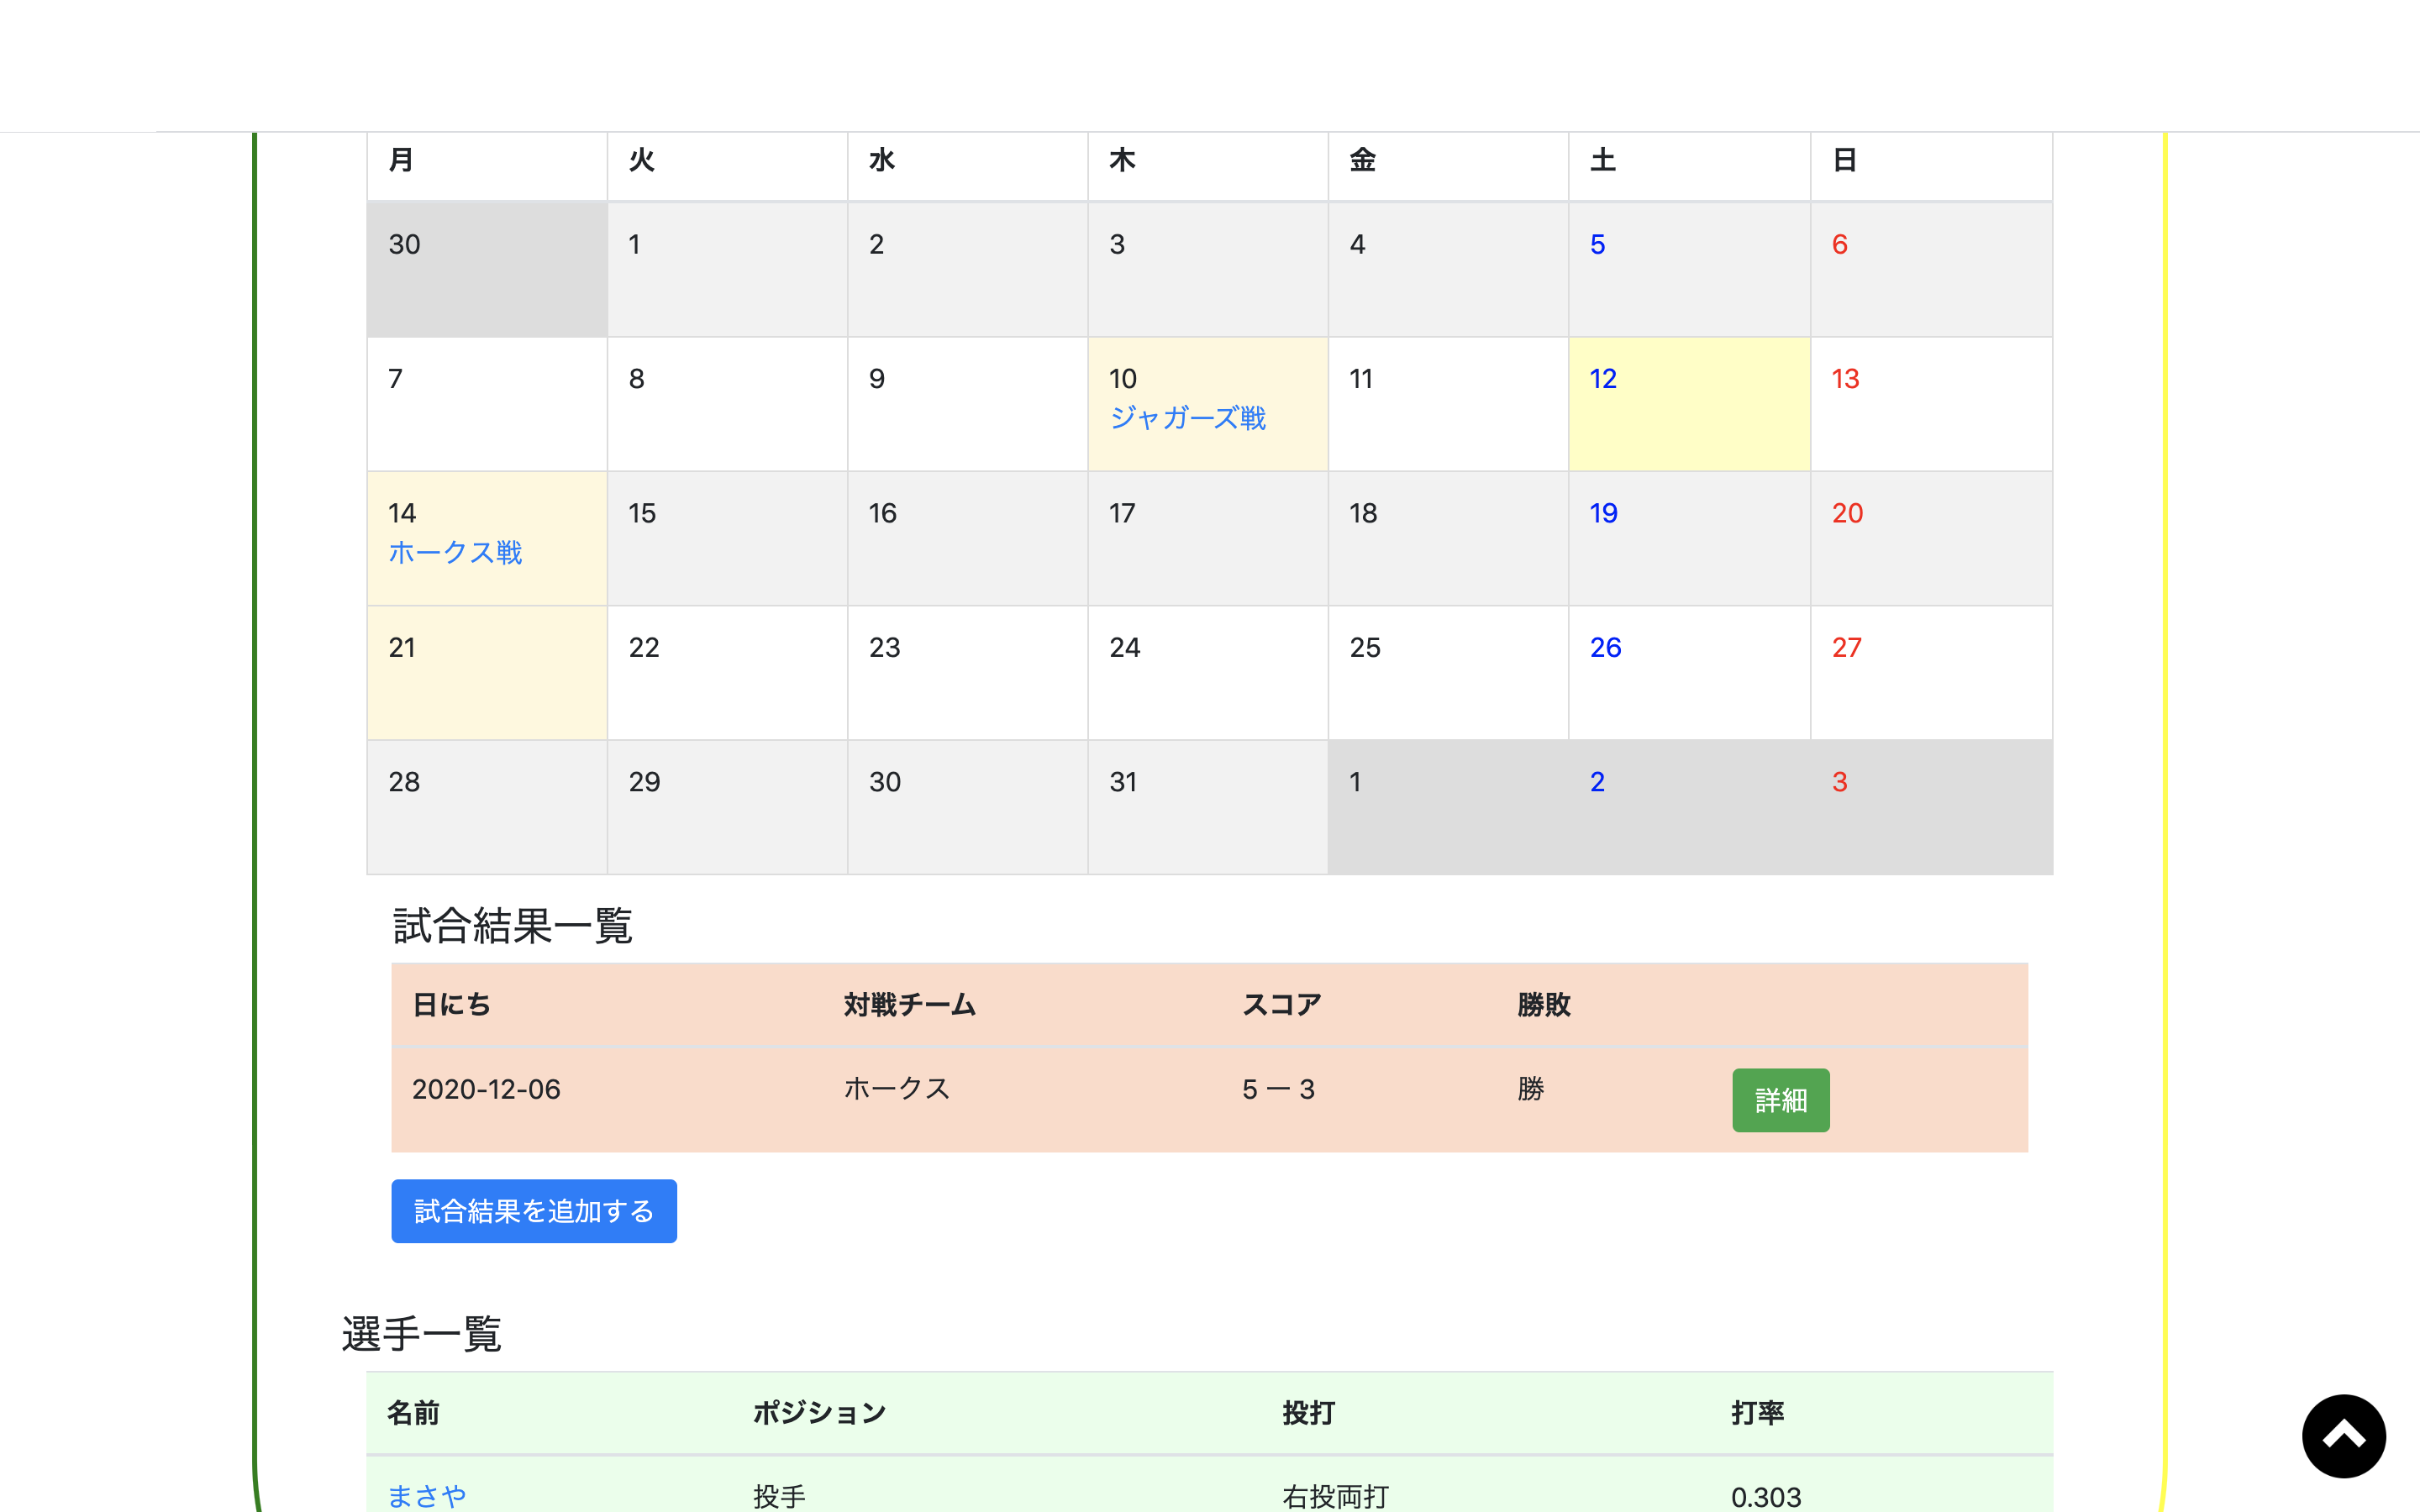 月 火 水 木 金 土 日
30 1 2 3 4 5 6
7 8 9 10 11 12 13
ジャガーズ戦
14 15 16 17 18 19 20
ホークス戦
21 22 23 24 25 26 27
28 29 30 31 1 2 3
試合結果一覧
日にち 対戦チーム スコア 勝敗
2020-12-06 ホークス 5 ー 3 勝 詳細
試合結果を追加する
選手一覧
名前 ポジション 投打 打率
まさや 投手 右投両打 0.303